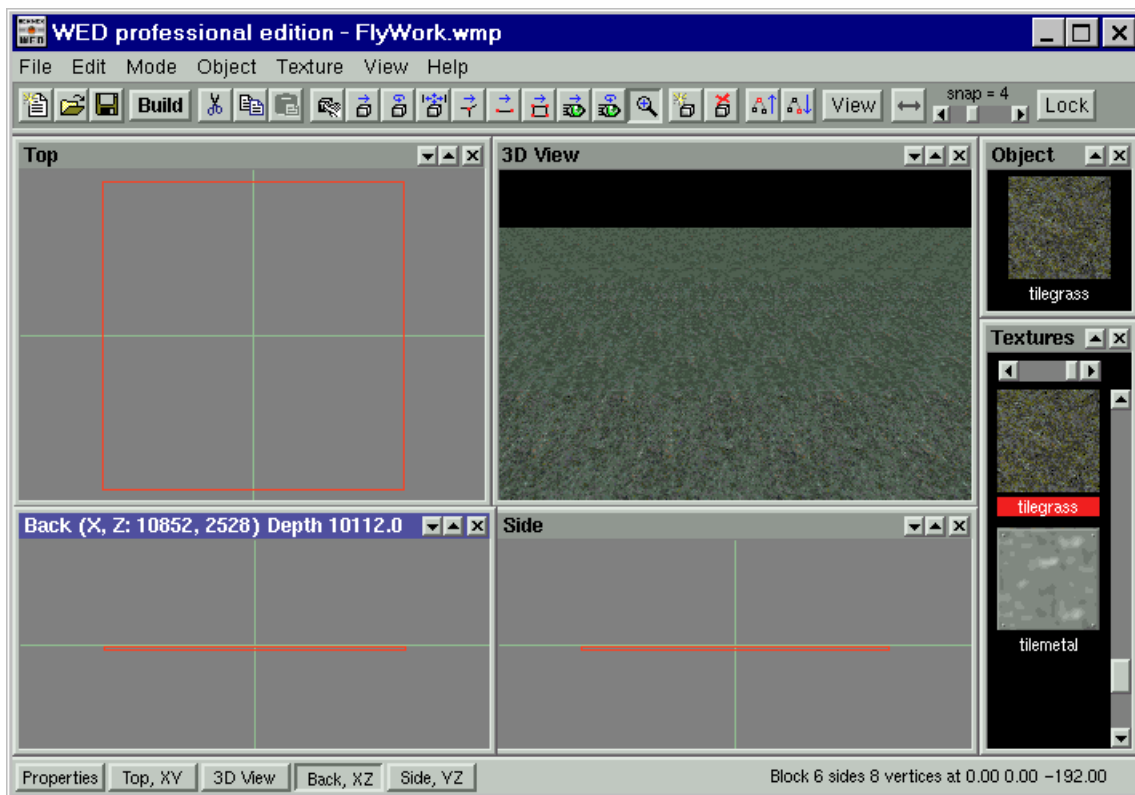 WED professional edition - FlyWork.wmp
File Edit Mode Object Texture View Help
Build
View
snap = 4
Lock
Top
3D View
Object
tilegrass
Textures
tilegrass
tilemetal
Back (X, Z: 10852, 2528) Depth 10112.0
Side
Properties
Top, XY
3D View
Back, XZ
Side, YZ
Block 6 sides 8 vertices at 0.00 0.00 −192.00